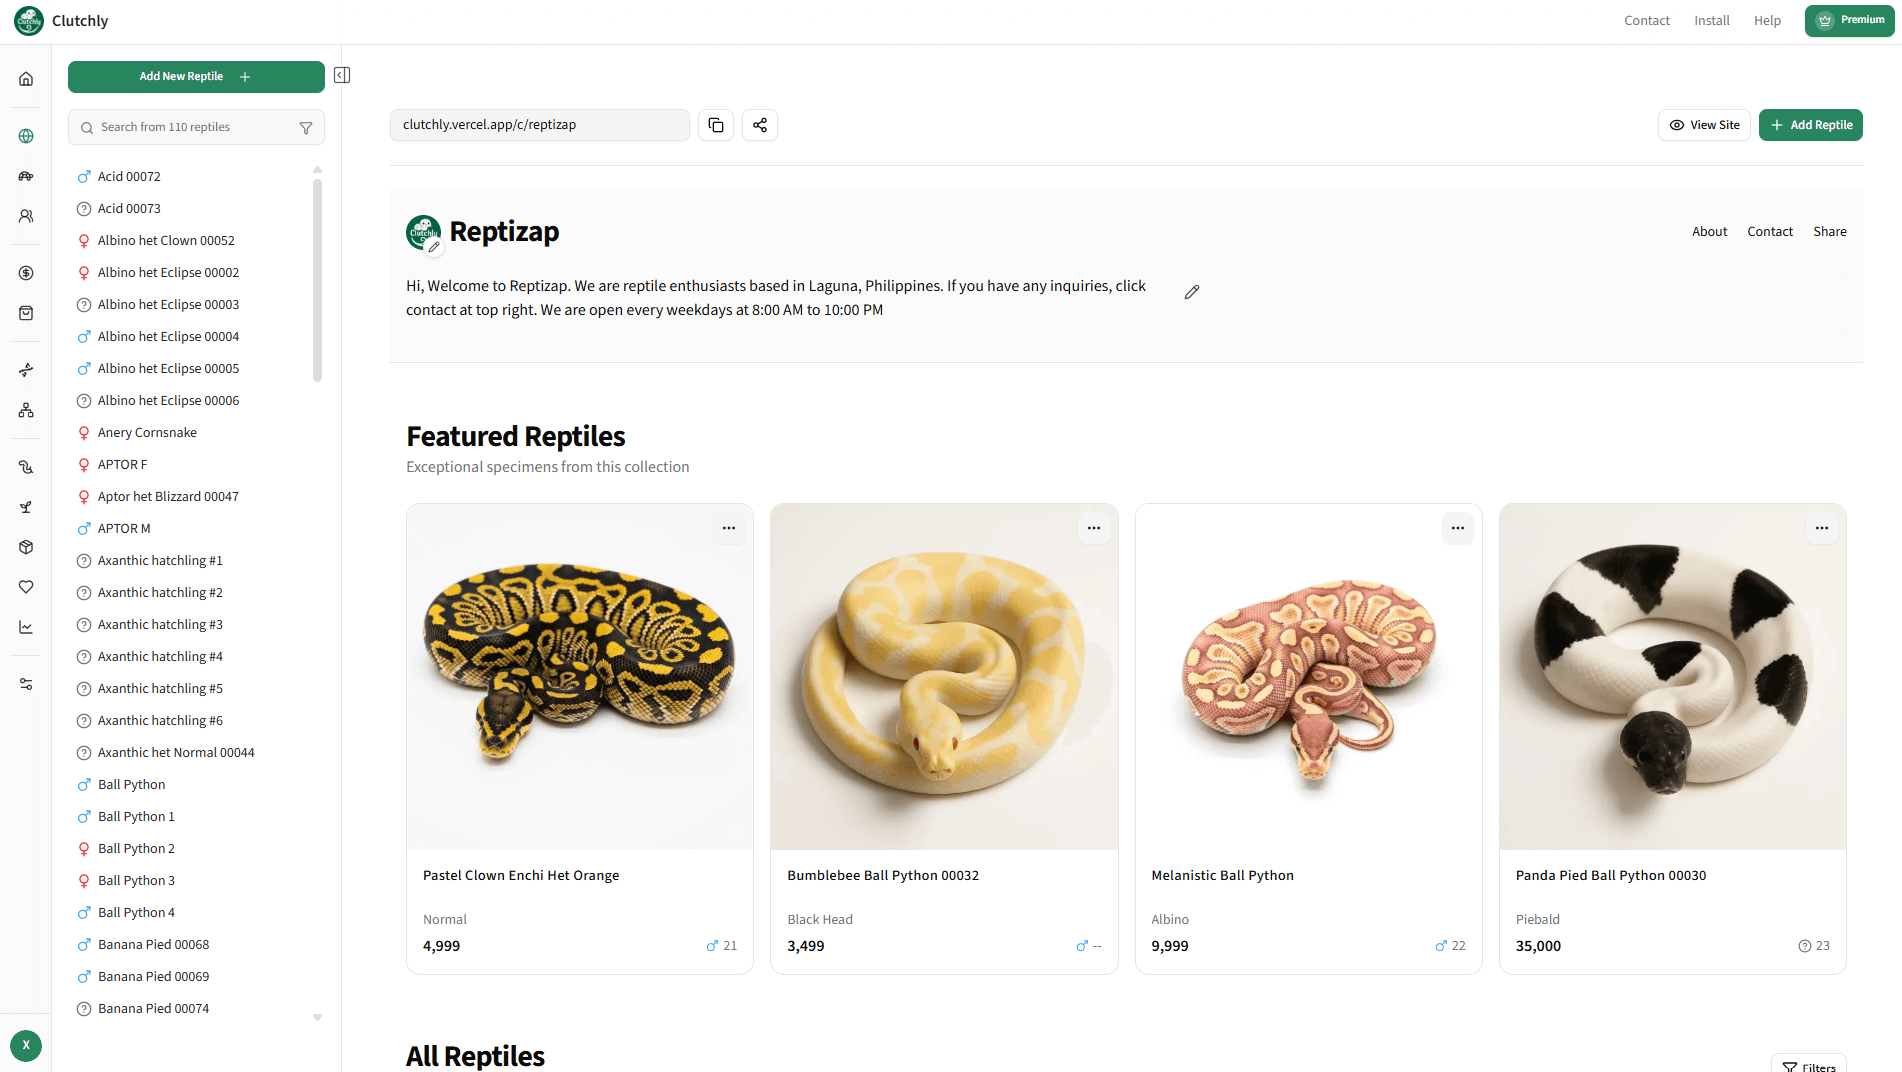 Clutchly
Contact
Install
Help
Premium
Add New Reptile
Search from 110 reptiles
Acid 00072
Acid 00073
Albino het Clown 00052
Albino het Eclipse 00002
Albino het Eclipse 00003
Albino het Eclipse 00004
Albino het Eclipse 00005
Albino het Eclipse 00006
Anery Cornsnake
APTOR F
Aptor het Blizzard 00047
APTOR M
Axanthic hatchling #1
Axanthic hatchling #2
Axanthic hatchling #3
Axanthic hatchling #4
Axanthic hatchling #5
Axanthic hatchling #6
Axanthic het Normal 00044
Ball Python
Ball Python 1
Ball Python 2
Ball Python 3
Ball Python 4
Banana Pied 00068
Banana Pied 00069
Banana Pied 00074
X
clutchly.vercel.app/c/reptizap
View Site
Add Reptile
Clutchly
Reptizap
About
Contact
Share
Hi, Welcome to Reptizap. We are reptile enthusiasts based in Laguna, Philippines. If you have any inquiries, click
contact at top right. We are open every weekdays at 8:00 AM to 10:00 PM
Featured Reptiles
Exceptional specimens from this collection
Pastel Clown Enchi Het Orange
Normal
4,999
21
Bumblebee Ball Python 00032
Black Head
3,499
--
Melanistic Ball Python
Albino
9,999
22
Panda Pied Ball Python 00030
Piebald
35,000
23
All Reptiles
Filters